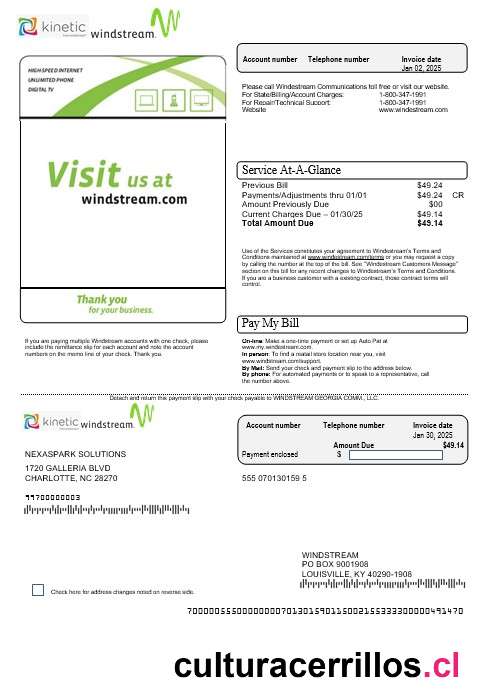 kinetic windstream.
HIGH SPEED INTERNET
UNLIMITED PHONE
DIGITAL TV
Visit us at
windstream.com
Thank you
for your business.
If you are paying multiple Windstream accounts with one check, please
include the remittance slip for each account and note the account
numbers on the memo line of your check. Thank you.
Account number Telephone number Invoice date
Jan 02, 2025
Please call Windestream Communications toll free or visit our website.
For State/Billing/Account Charges: 1-800-347-1991
For Repair/Technical Support: 1-800-347-1991
Website www.windestream.com
Service At-A-Glance
Previous Bill $49.24
Payments/Adjustments thru 01/01 $49.24 CR
Amount Previously Due $00
Current Charges Due – 01/30/25 $49.14
Total Amount Due $49.14
Use of the Services constitutes your agreement to Windestream's Terms and
Conditions maintained at www.windestream.com/terms or you may request a copy
by calling the number at the top of the bill. See "Windestream Customers Message"
section on this bill for any recent changes to Windestream's Terms and Conditions.
If you are a business customer with a existing contract, those contract terms will
control.
Pay My Bill
On-line: Make a one-time payment or set up Auto Pat at
www.my.windestream.com.
In person: To find a mailat store location near you, visit
www.windestream.com/support.
By Mail: Send your check and payment slip to the address below.
By phone: For automated payments or to speak to a representative, call
the number above.
Detach and return this payment slip with your check payable to WINDSTREAM GEORGIA COMM., LLC.
kinetic windstream.
Account number Telephone number Invoice date
Jan 30, 2025
Amount Due $49.14
Payment enclosed $
NEXASPARK SOLUTIONS
1720 GALLERIA BLVD
CHARLOTTE, NC 28270
555 070130159 5
99700000003
WINDSTREAM
PO BOX 9001908
LOUISVILLE, KY 40290-1908
Check here for address changes noted on reverse side.
culturacerrillos.cl